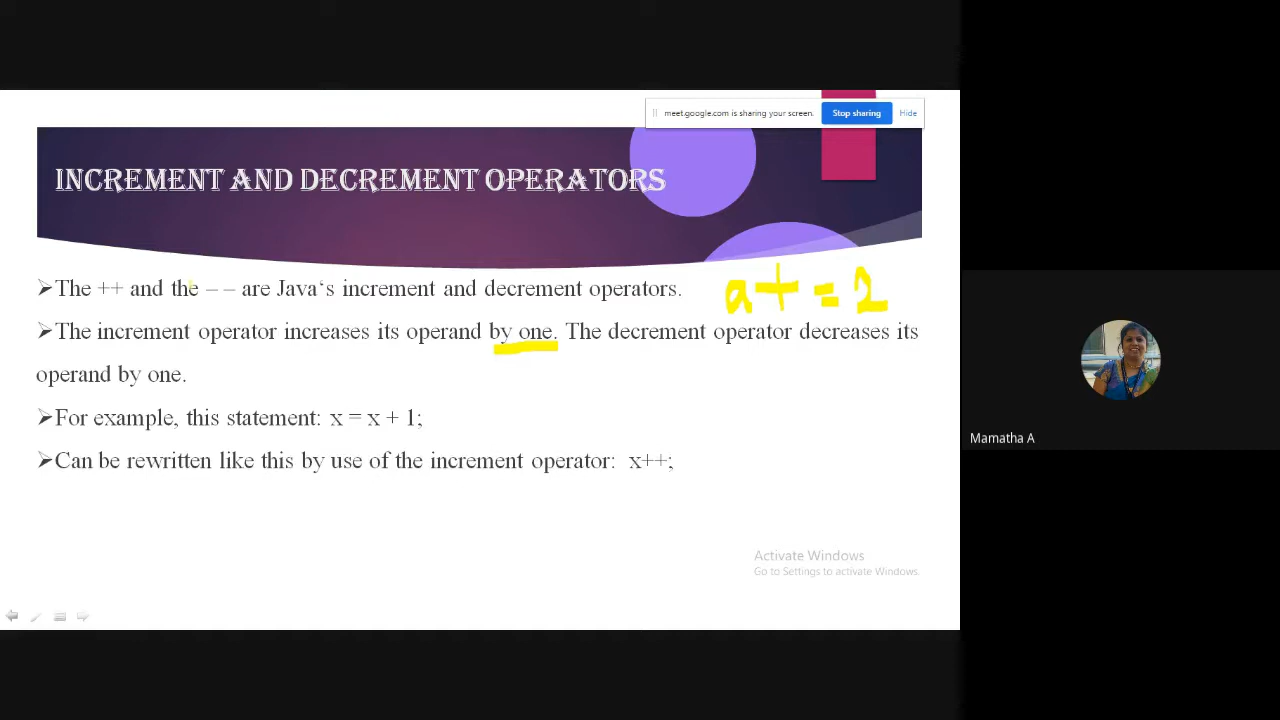 meet.google.com is sharing your screen. Stop sharing Hide
INCREMENT AND DECREMENT OPERATORS
➢The ++ and the – – are Java‘s increment and decrement operators. a+=2
➢The increment operator increases its operand by one. The decrement operator decreases its
operand by one.
➢For example, this statement: x = x + 1;
➢Can be rewritten like this by use of the increment operator: x++;
Mamatha A
Activate Windows
Go to Settings to activate Windows.